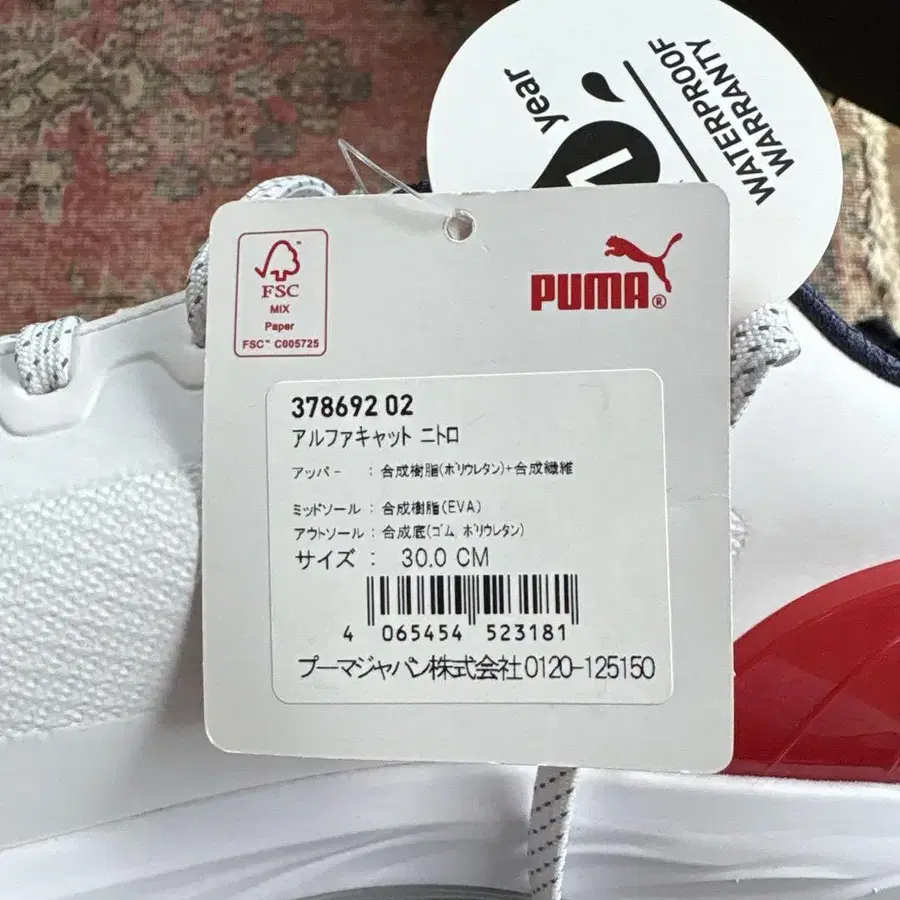 year
WATERPROOF
WARRANTY
FSC
MIX
Paper
FSC™ C005725
PUMA®
378692 02
アルファキャット ニトロ
アッパー : 合成樹脂(ポリウレタン)+合成繊維
ミッドソール : 合成樹脂(EVA)
アウトソール : 合成底(ゴム ポリウレタン)
サイズ : 30.0 CM
4 065454 523181
プーマジャパン株式会社0120-125150